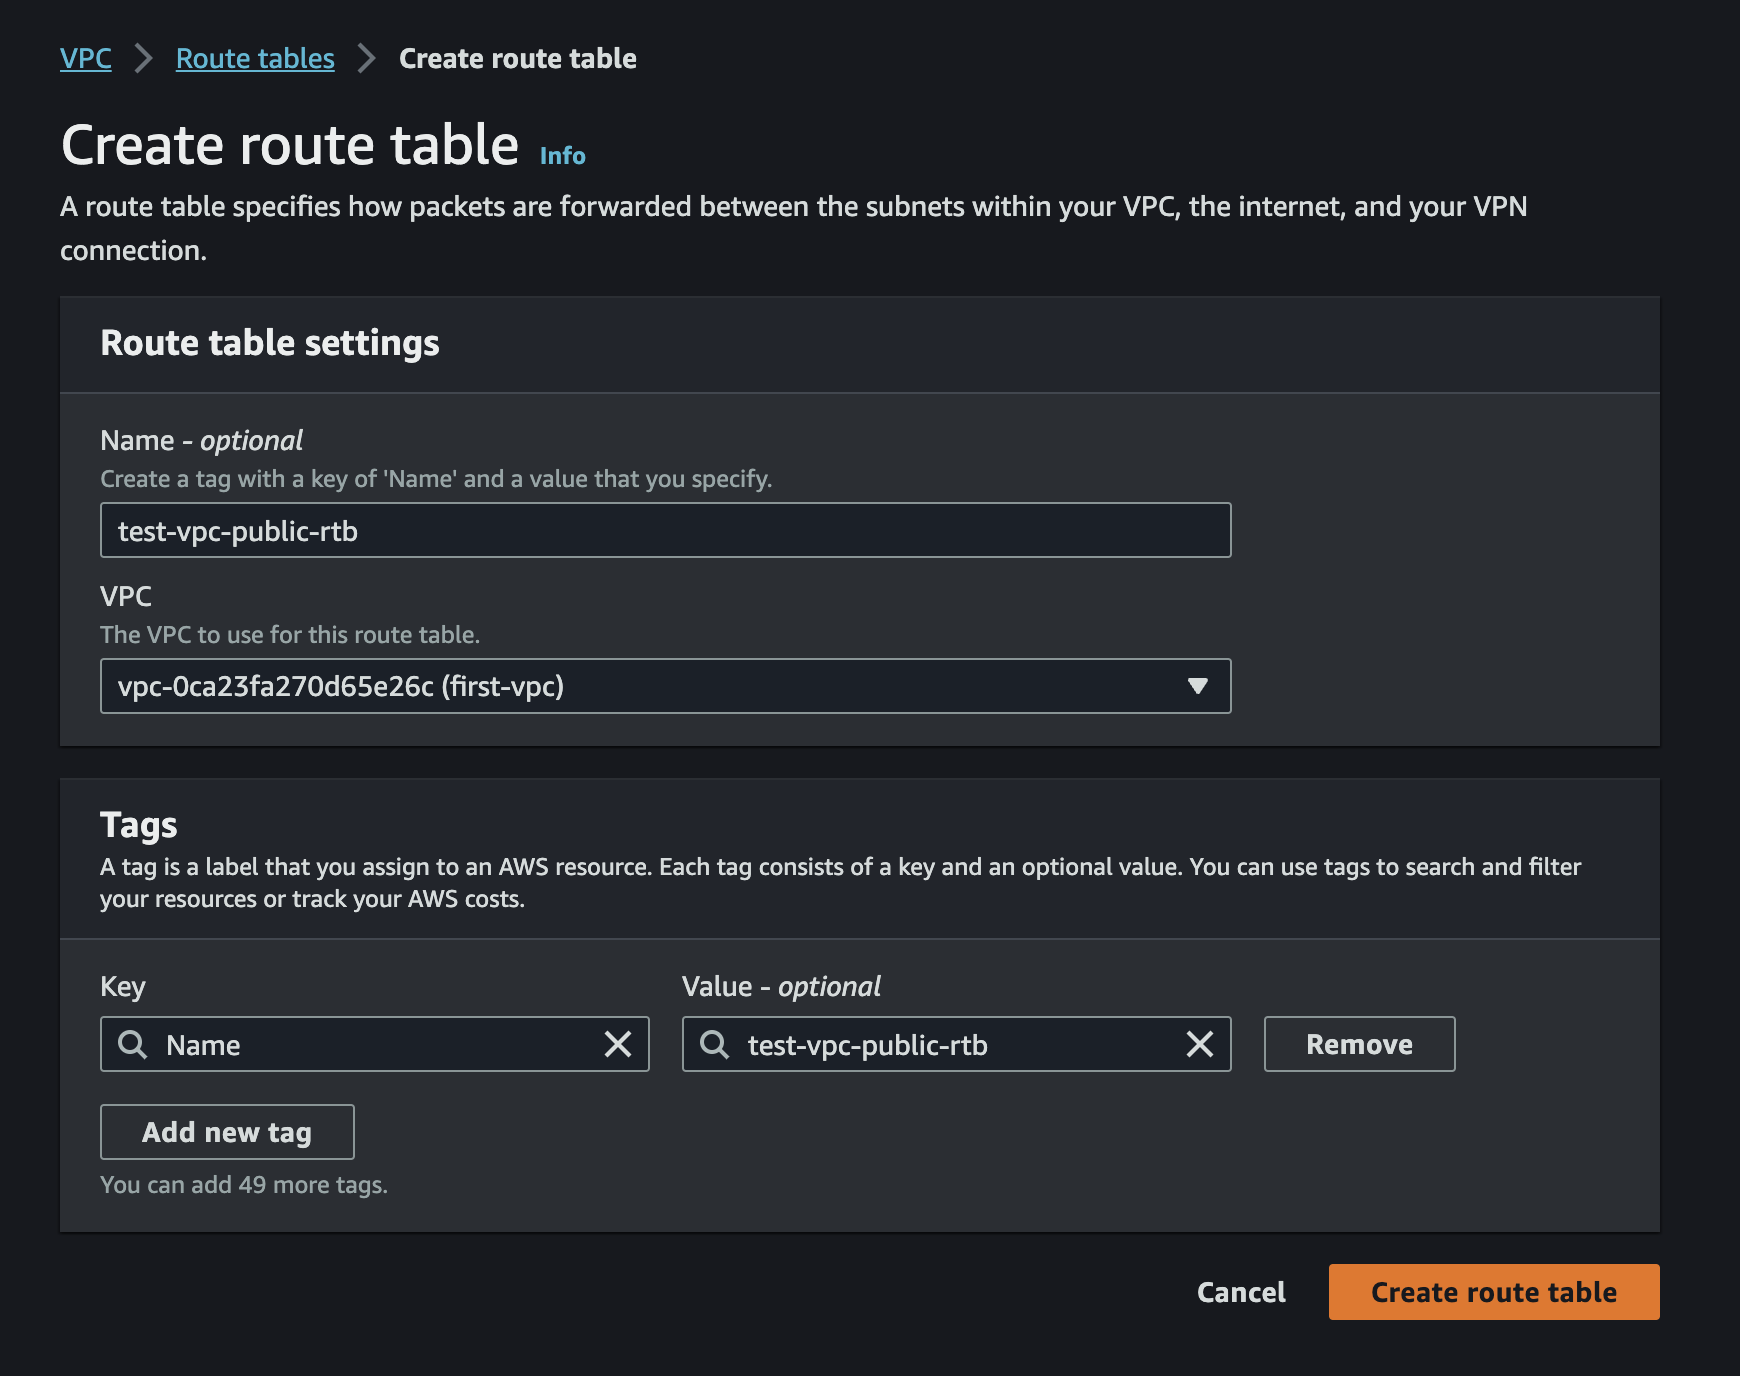 VPC > Route tables > Create route table
Create route table Info
A route table specifies how packets are forwarded between the subnets within your VPC, the internet, and your VPN
connection.
Route table settings
Name - optional
Create a tag with a key of 'Name' and a value that you specify.
test-vpc-public-rtb
VPC
The VPC to use for this route table.
vpc-0ca23fa270d65e26c (first-vpc)
Tags
A tag is a label that you assign to an AWS resource. Each tag consists of a key and an optional value. You can use tags to search and filter
your resources or track your AWS costs.
Key Value - optional
Name test-vpc-public-rtb Remove
Add new tag
You can add 49 more tags.
Cancel Create route table